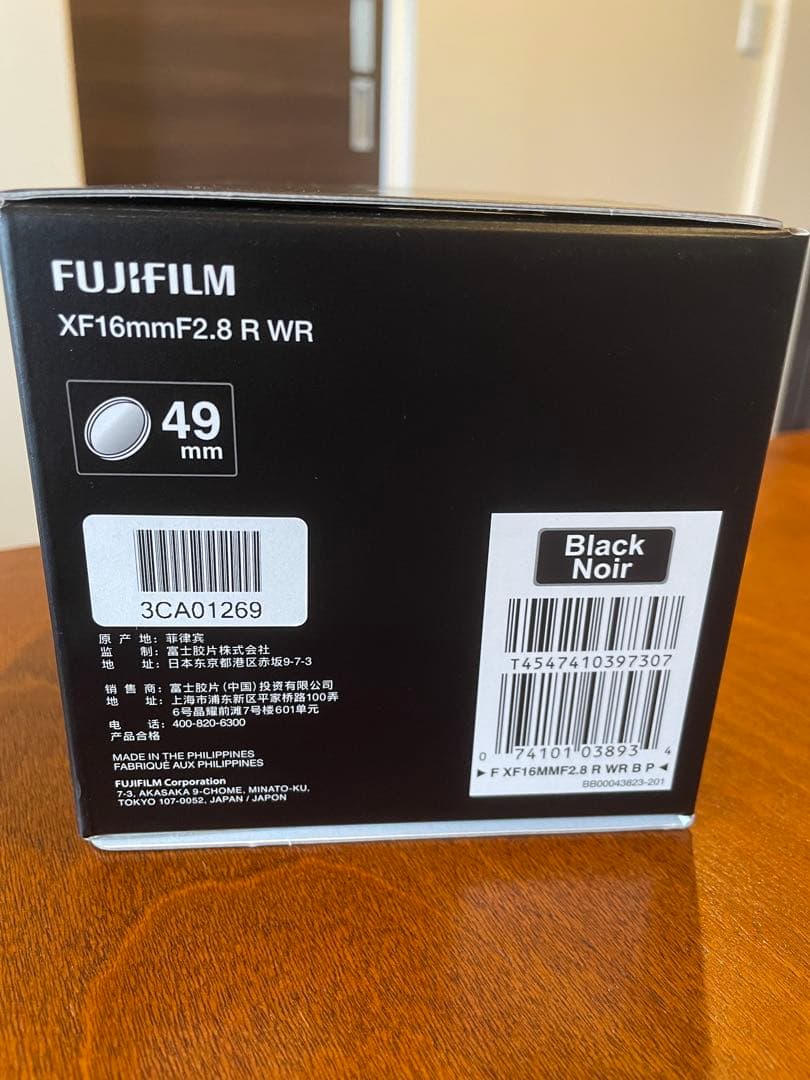 FUJIFILM
XF16mmF2.8 R WR
49
mm
3CA01269
原 产 地: 菲律宾
监 制: 富士胶片株式会社
地 址: 日本东京都港区赤坂9-7-3
销 售 商: 富士胶片(中国)投资有限公司
地 址: 上海市浦东新区平家桥路100弄
6号晶耀前滩7号楼601单元
电 话: 400-820-6300
产品合格
MADE IN THE PHILIPPINES
FABRIQUÉ AUX PHILIPPINES
FUJIFILM Corporation
7-3, AKASAKA 9-CHOME, MINATO-KU,
TOKYO 107-0052, JAPAN / JAPON
Black
Noir
T4547410397307
0 74101 03893 4
► F XF16MMF2.8 R WR B P ◄
BB00043823-201